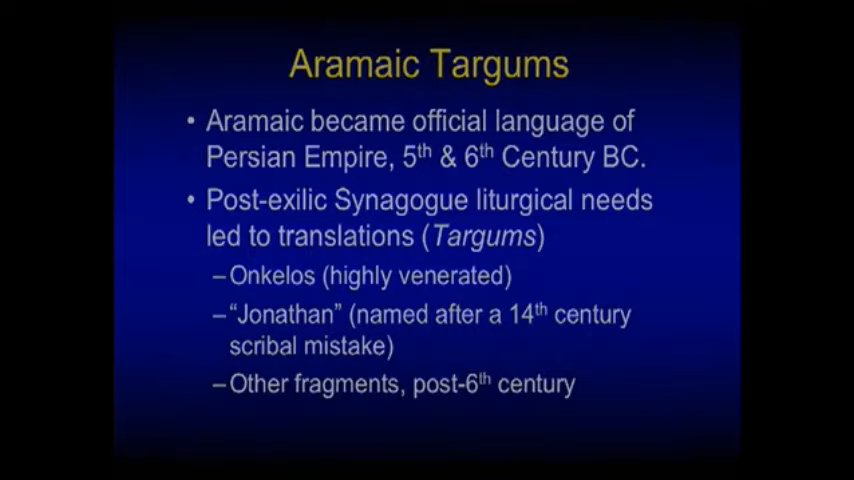 Aramaic Targums
• Aramaic became official language of
Persian Empire, 5th & 6th Century BC.
• Post-exilic Synagogue liturgical needs
led to translations (Targums)
–Onkelos (highly venerated)
–“Jonathan” (named after a 14th century
scribal mistake)
–Other fragments, post-6th century